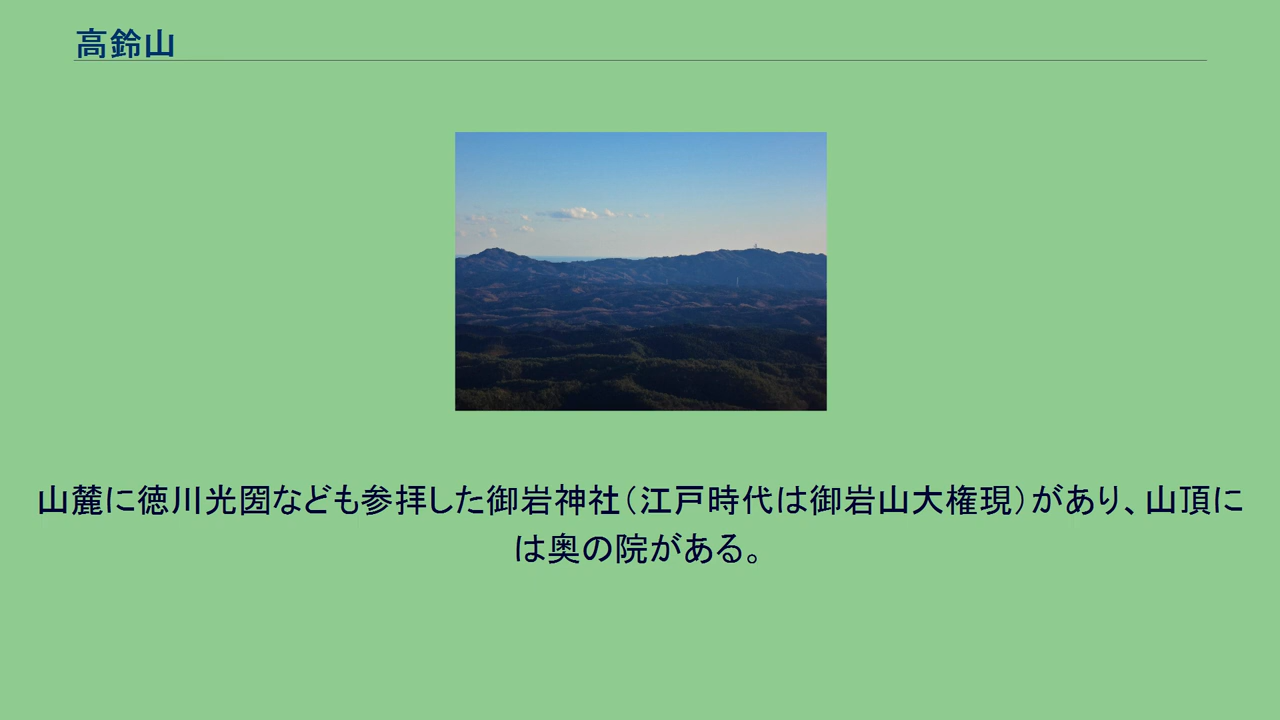 高鈴山
山麓に徳川光圀なども参拝した御岩神社（江戸時代は御岩山大権現）があり、山頂に
は奥の院がある。